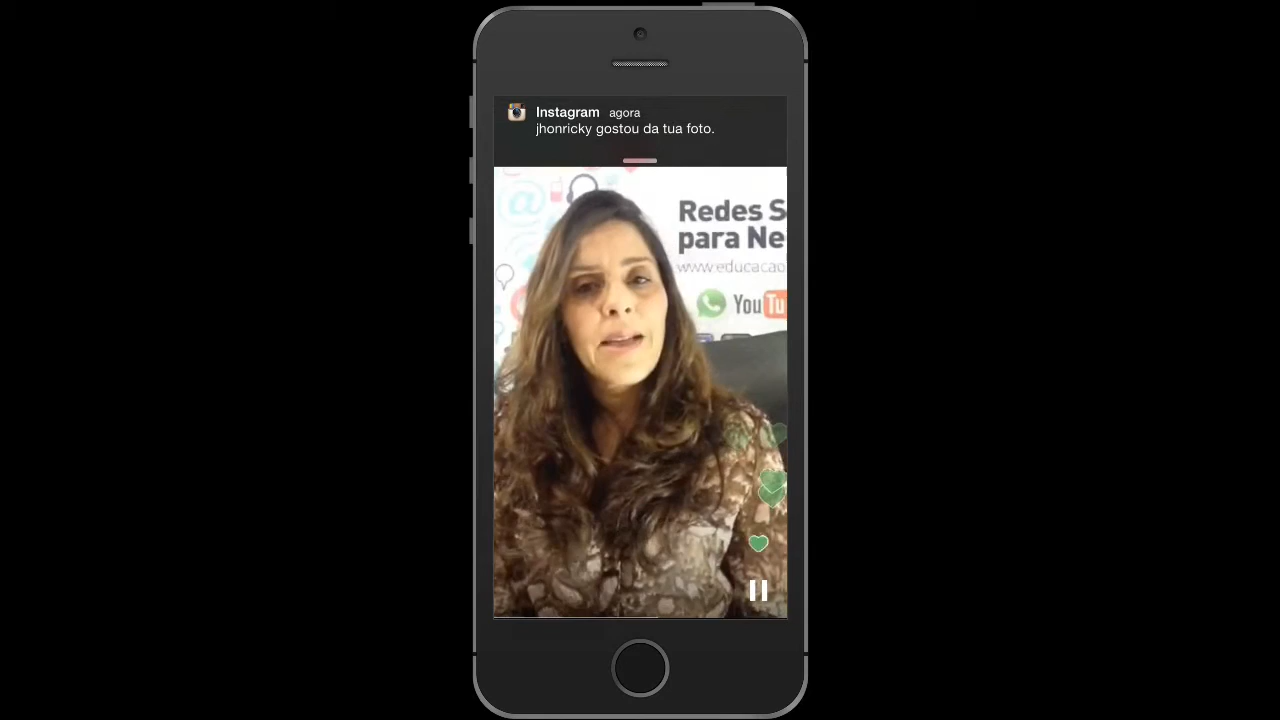 Instagram agora
jhonricky gostou da tua foto.
Redes S
para Ne
www.educacao
YouTu